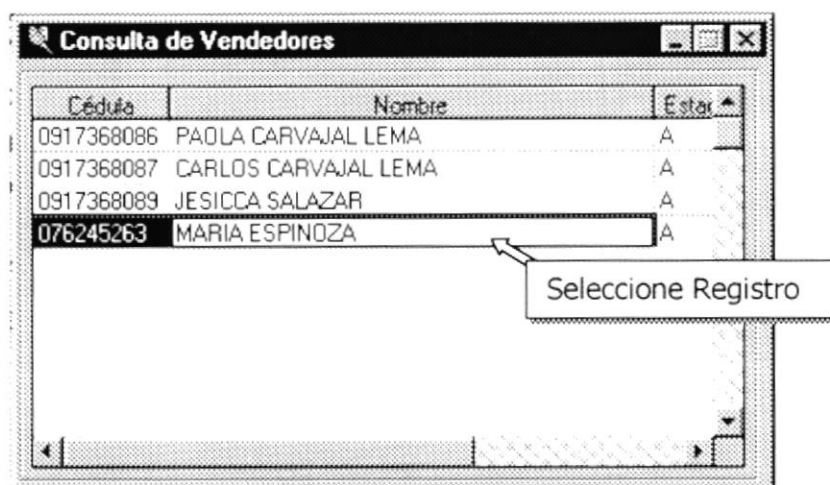 Consulta de Vendedores
Cédula Nombre Estar
0917368086 PAOLA CARVAJAL LEMA A
0917368087 CARLOS CARVAJAL LEMA A
0917368089 JESICCA SALAZAR A
076245263 MARIA ESPINOZA A
Seleccione Registro